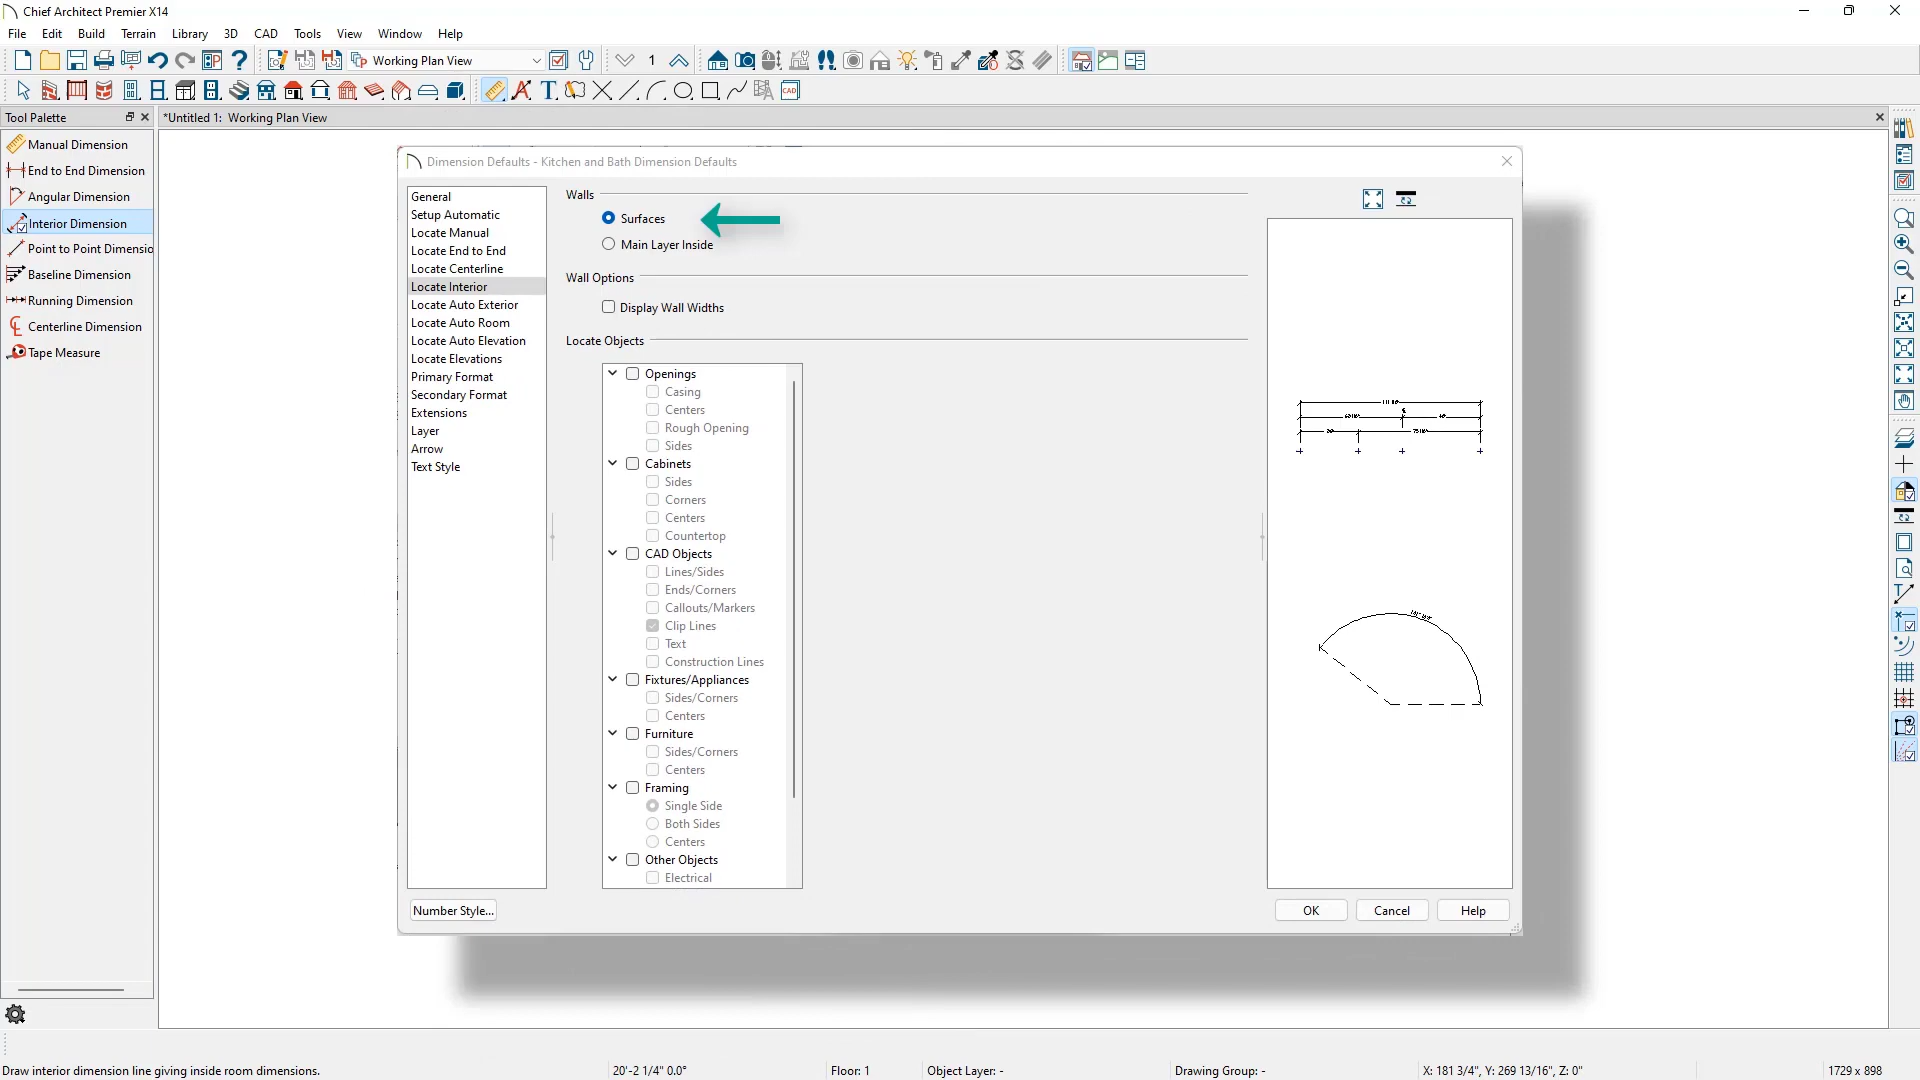 Chief Architect Premier X14
File Edit Build Terrain Library 3D CAD Tools View Window Help
Working Plan View
1
CAD
Tool Palette
*Untitled 1: Working Plan View
Manual Dimension
End to End Dimension
Angular Dimension
Interior Dimension
Point to Point Dimensio
Baseline Dimension
Running Dimension
Centerline Dimension
Tape Measure
Dimension Defaults - Kitchen and Bath Dimension Defaults
General
Setup Automatic
Locate Manual
Locate End to End
Locate Centerline
Locate Interior
Locate Auto Exterior
Locate Auto Room
Locate Auto Elevation
Locate Elevations
Primary Format
Secondary Format
Extensions
Layer
Arrow
Text Style
Walls
Surfaces
Main Layer Inside
Wall Options
Display Wall Widths
Locate Objects
Openings
Casing
Centers
Rough Opening
Sides
Cabinets
Sides
Corners
Centers
Countertop
CAD Objects
Lines/Sides
Ends/Corners
Callouts/Markers
Clip Lines
Text
Construction Lines
Fixtures/Appliances
Sides/Corners
Centers
Furniture
Sides/Corners
Centers
Framing
Single Side
Both Sides
Centers
Other Objects
Electrical
Number Style...
OK Cancel Help
Draw interior dimension line giving inside room dimensions.
20'-2 1/4" 0.0°
Floor: 1
Object Layer: -
Drawing Group: -
X: 181 3/4", Y: 269 13/16", Z: 0"
1729 x 898